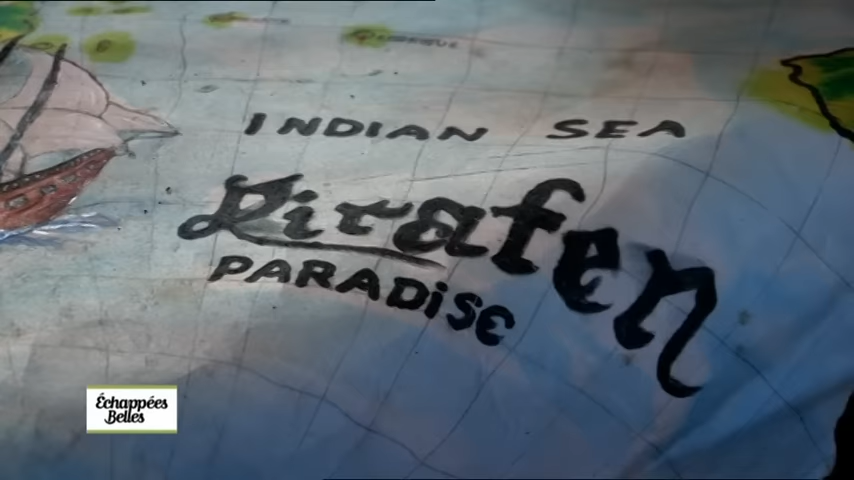 INDIAN SEA
Piraten
PARADiSE
Échappées
Belles